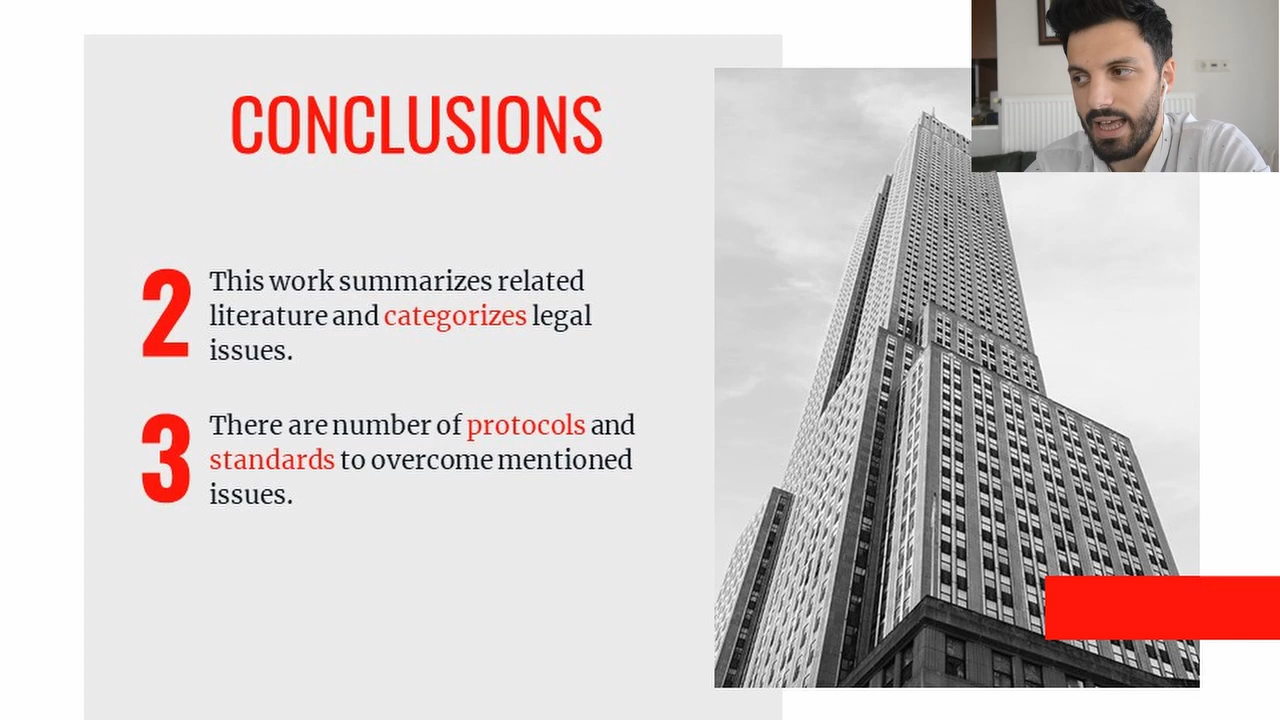 CONCLUSIONS
2
This work summarizes related
literature and categorizes legal
issues.
3
There are number of protocols and
standards to overcome mentioned
issues.